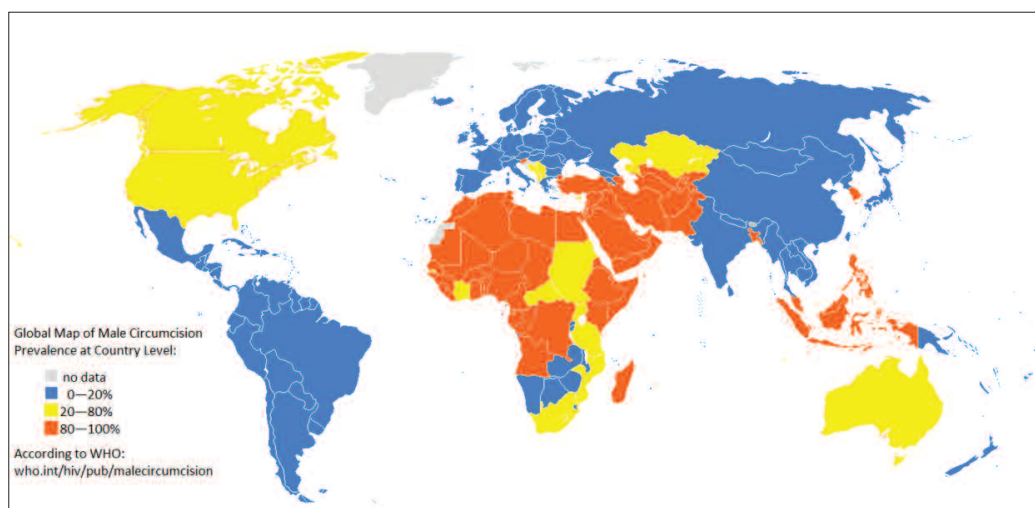 Global Map of Male Circumcision
Prevalence at Country Level:
no data
0—20%
20—80%
80—100%
According to WHO:
who.int/hiv/pub/malecircumcision